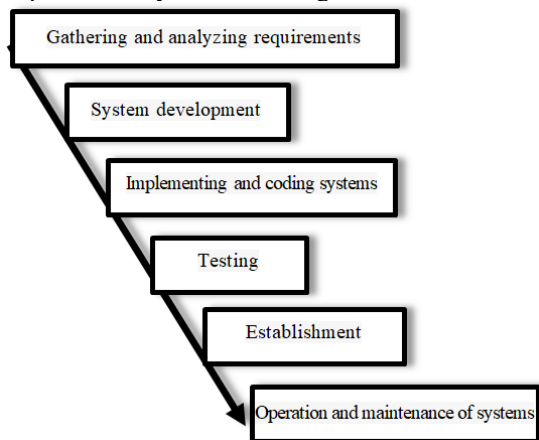 Gathering and analyzing requirements
System development
Implementing and coding systems
Testing
Establishment
Operation and maintenance of systems